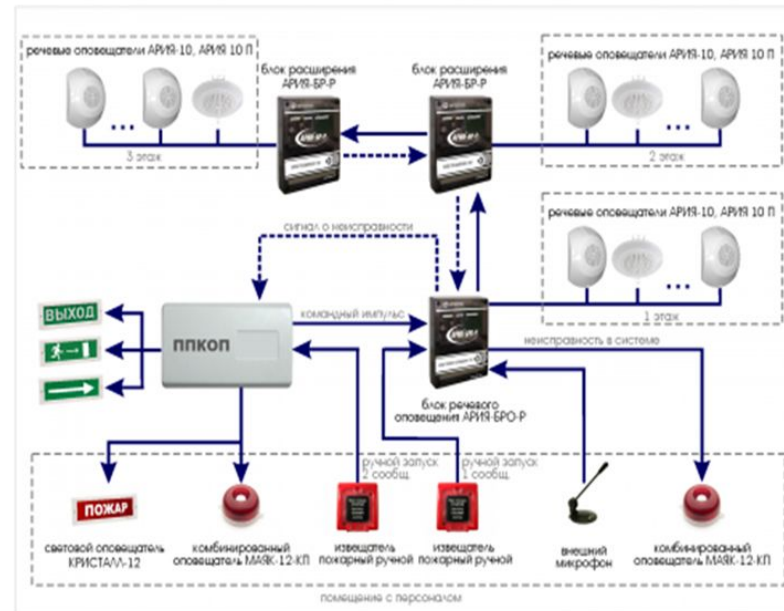 речевые оповещатели АРИЯ-10, АРИЯ 10 П
блок расширения
АРИЯ-БР-Р
блок расширения
АРИЯ-БР-Р
речевые оповещатели АРИЯ-10, АРИЯ 10 П
3 этаж
2 этаж
речевые оповещатели АРИЯ-10, АРИЯ 10 П
1 этаж
сигнал о неисправности
ВЫХОД
ППКОП
командный импульс
неисправность в системе
блок речевого
оповещения АРИЯ-БРО-Р
ручной запуск
2 сообщ.
ручной запуск
1 сообщ.
ПОЖАР
световой оповещатель
КРИСТАЛЛ-12
комбинированный
оповещатель МАЯК-12-КП
извещатель
пожарный ручной
извещатель
пожарный ручной
внешний
микрофон
комбинированный
оповещатель МАЯК-12-КП
помещение с персоналом